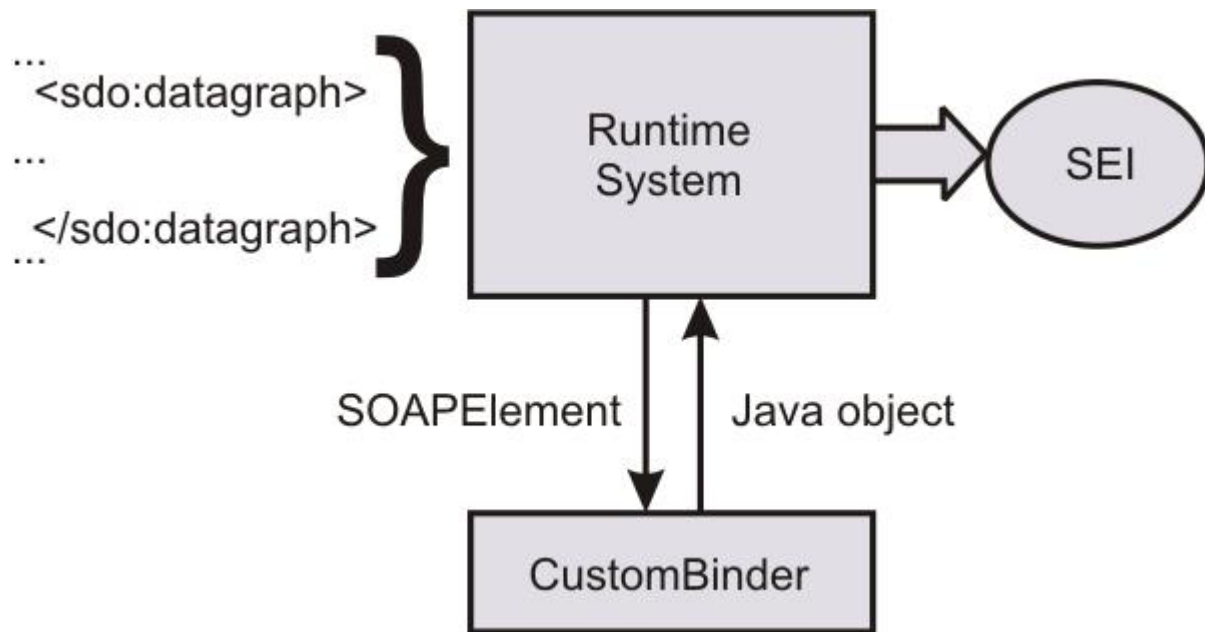 ...
<sdo:datagraph>
...
</sdo:datagraph>
...
Runtime
System
SEI
SOAPElement
Java object
CustomBinder